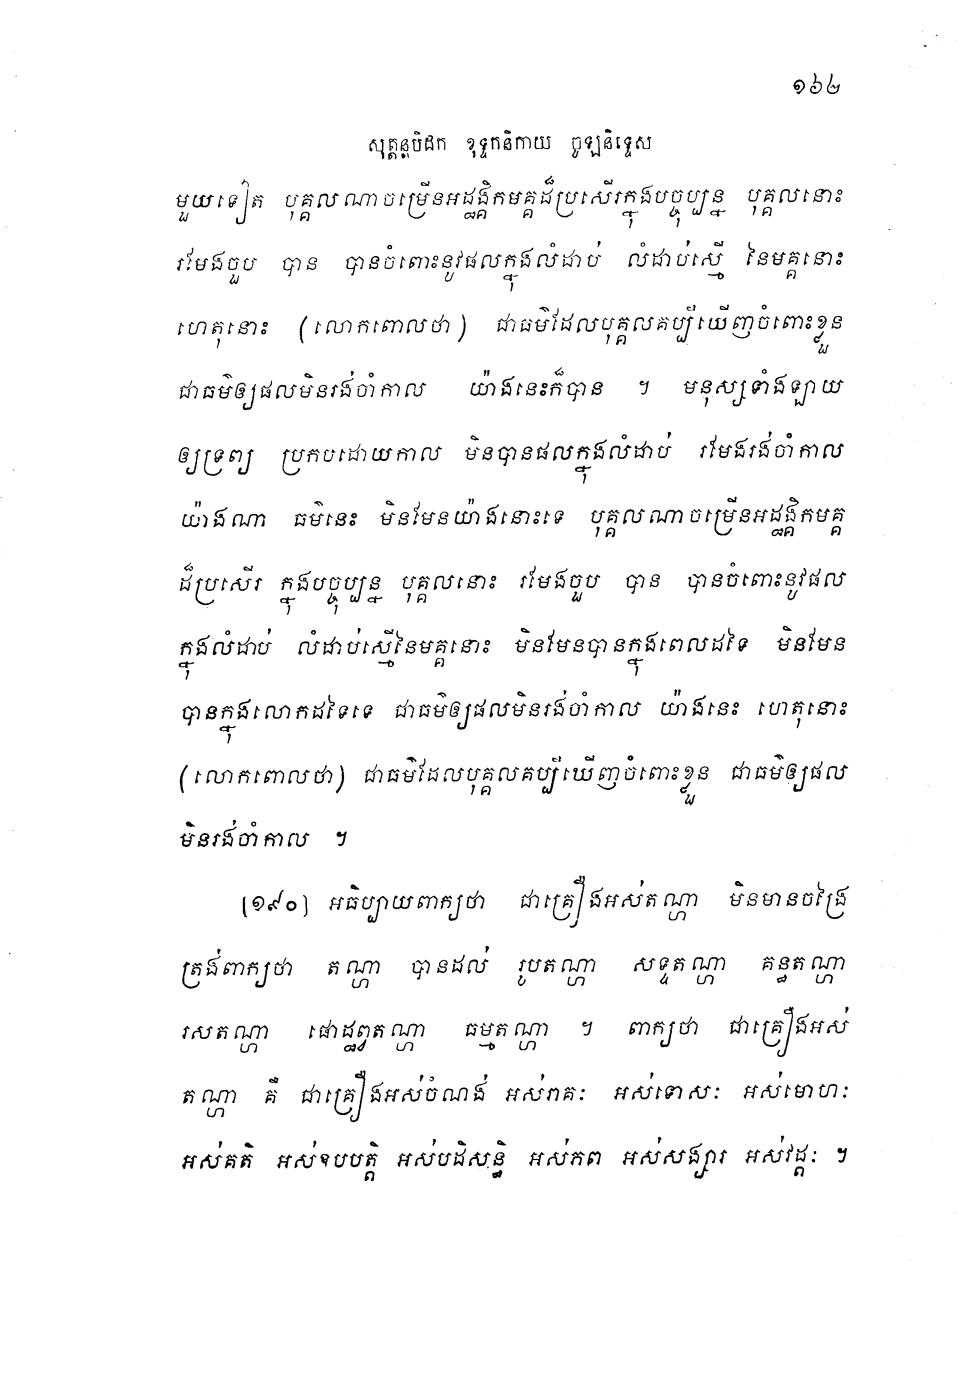 ១៦២
សុត្តន្តបិដក ខុទ្ទកនិកាយ ចូឡនិទ្ទេស
មួយទៀត បុគ្គលណាចម្រើនអដ្ឋង្គិកមគ្គដ៏ប្រសើរក្នុងបច្ចុប្បន្ន បុគ្គលនោះ
រមែងចួប បាន បានចំពោះនូវផលក្នុងលំដាប់ លំដាប់ស្មើ នៃមគ្គនោះ
ហេតុនោះ (លោកពោលថា) ជាធម៌ដែលបុគ្គលគប្បីឃើញចំពោះខ្លួន
ជាធម៌ឲ្យផលមិនរង់ចាំកាល យ៉ាងនេះក៏បាន ។ មនុស្សទាំងឡាយ
ឲ្យទ្រព្យ ប្រកបដោយកាល មិនបានផលក្នុងលំដាប់ រមែងរង់ចាំកាល
យ៉ាងណា ធម៌នេះ មិនមែនយ៉ាងនោះទេ បុគ្គលណាចម្រើនអដ្ឋង្គិកមគ្គ
ដ៏ប្រសើរ ក្នុងបច្ចុប្បន្ន បុគ្គលនោះ រមែងចួប បាន បានចំពោះនូវផល
ក្នុងលំដាប់ លំដាប់ស្មើនៃមគ្គនោះ មិនមែនបានក្នុងពេលដទៃ មិនមែន
បានក្នុងលោកដទៃទេ ជាធម៌ឲ្យផលមិនរង់ចាំកាល យ៉ាងនេះ ហេតុនោះ
(លោកពោលថា) ជាធម៌ដែលបុគ្គលគប្បីឃើញចំពោះខ្លួន ជាធម៌ឲ្យផល
មិនរង់ចាំកាល ។
[១៩០] អធិប្បាយពាក្យថា ជាគ្រឿងអស់តណ្ហា មិនមានចង្រៃ
ត្រង់ពាក្យថា តណ្ហា បានដល់ រូបតណ្ហា សទ្ទតណ្ហា គន្ធតណ្ហា
រសតណ្ហា ផោដ្ឋព្វតណ្ហា ធម្មតណ្ហា ។ ពាក្យថា ជាគ្រឿងអស់
តណ្ហា គឺ ជាគ្រឿងអស់ចំណង់ អស់រាគៈ អស់ទោសៈ អស់មោហៈ
អស់គតិ អស់ឧបបត្តិ អស់បដិសន្ធិ អស់ភព អស់សង្សារ អស់វដ្ដៈ ។